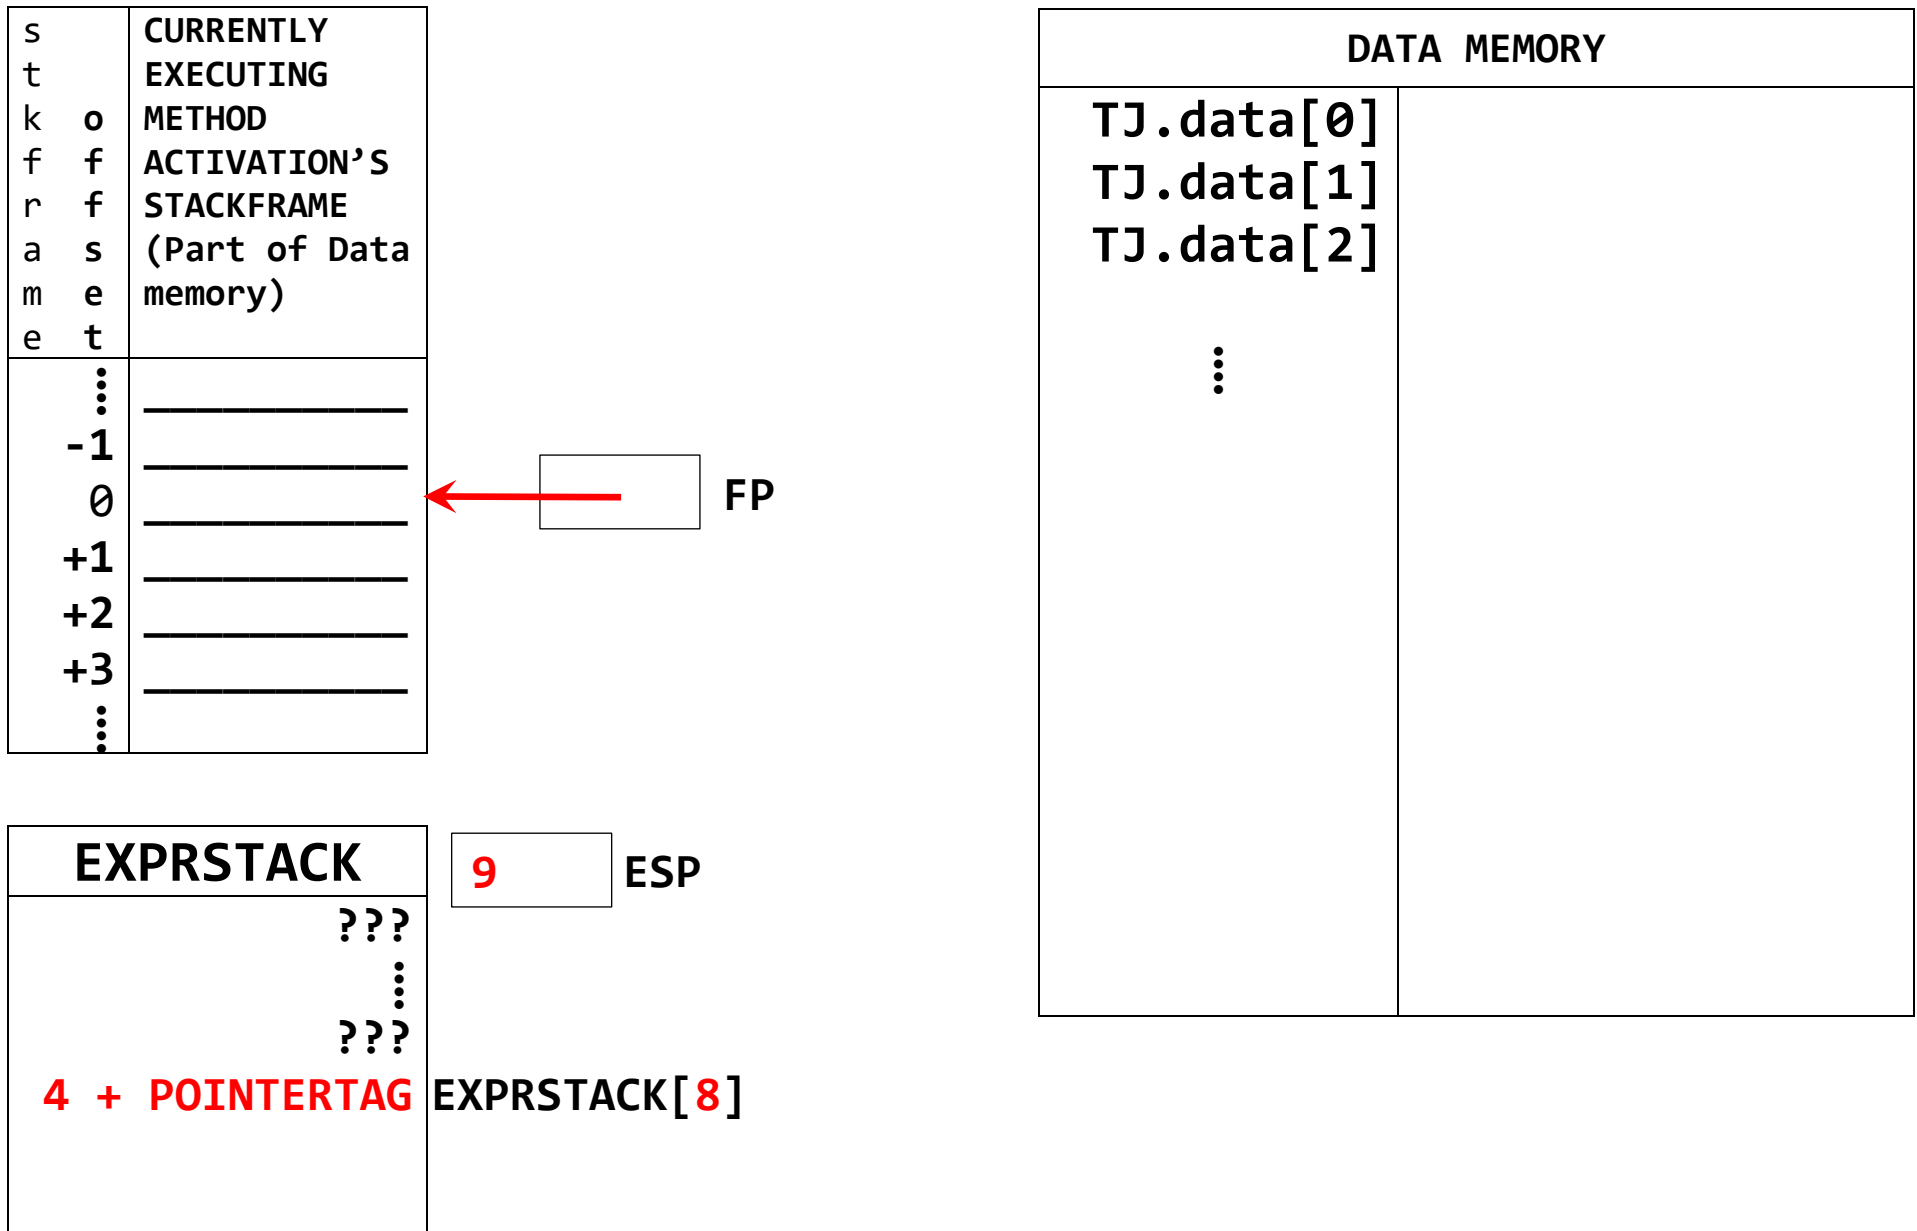 s CURRENTLY
t EXECUTING
k o METHOD
f f ACTIVATION’S
r f STACKFRAME
a s (Part of Data
m e memory)
e t
-1
0
+1
+2
+3
FP
EXPRSTACK
9 ESP
???
???
4 + POINTERTAG EXPRSTACK[8]
DATA MEMORY
TJ.data[0]
TJ.data[1]
TJ.data[2]